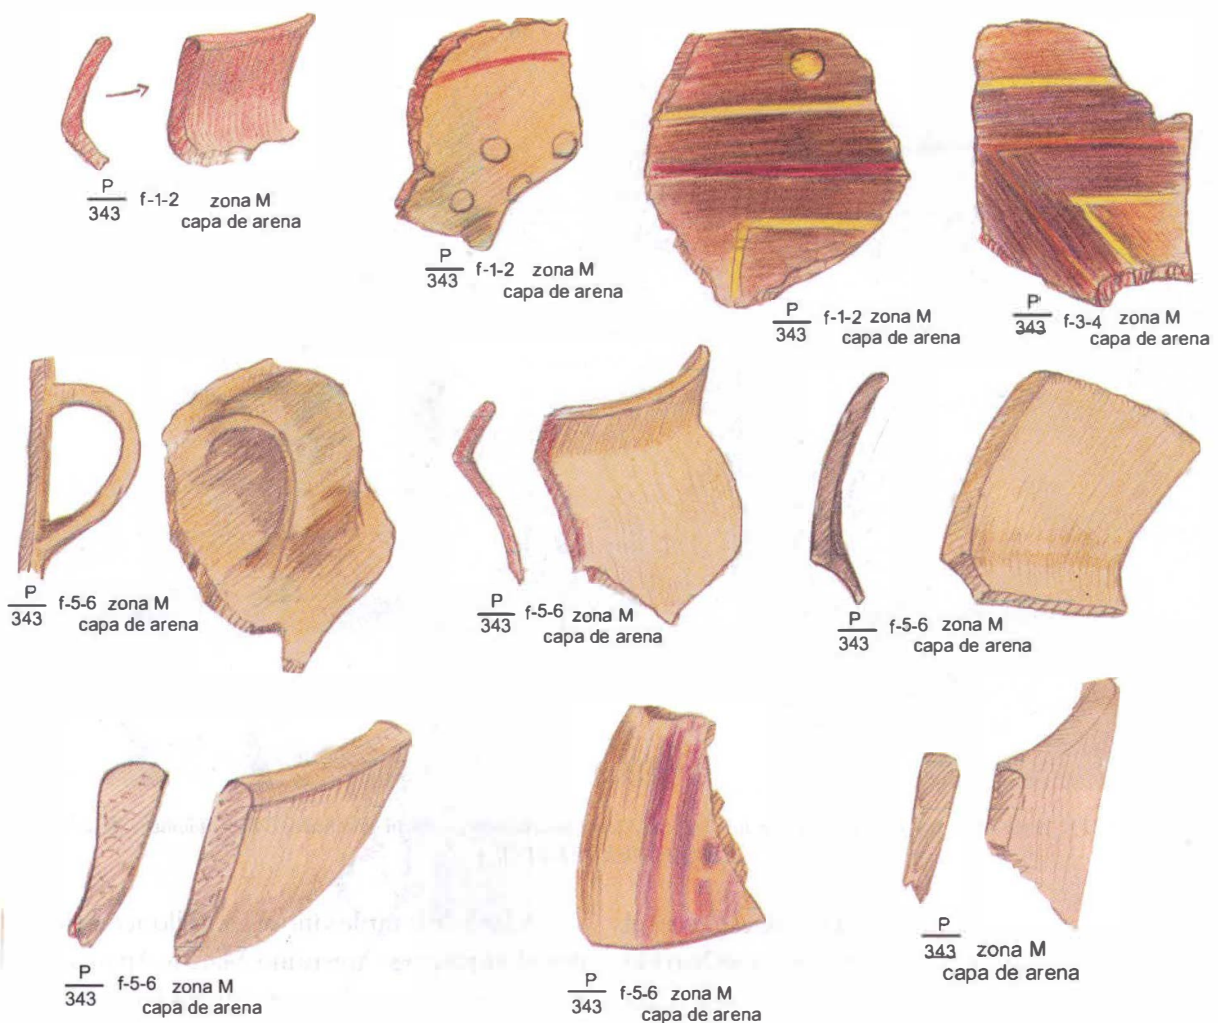 P
343 f-1-2 zona M
capa de arena
P
343 f-1-2 zona M
capa de arena
P
343 f-1-2 zona M
capa de arena
P
343 f-3-4 zona M
capa de arena
P
343 f-5-6 zona M
capa de arena
P
343 f-5-6 zona M
capa de arena
P
343 f-5-6 zona M
capa de arena
P
343 f-5-6 zona M
capa de arena
P
343 f-5-6 zona M
capa de arena
P
343 zona M
capa de arena